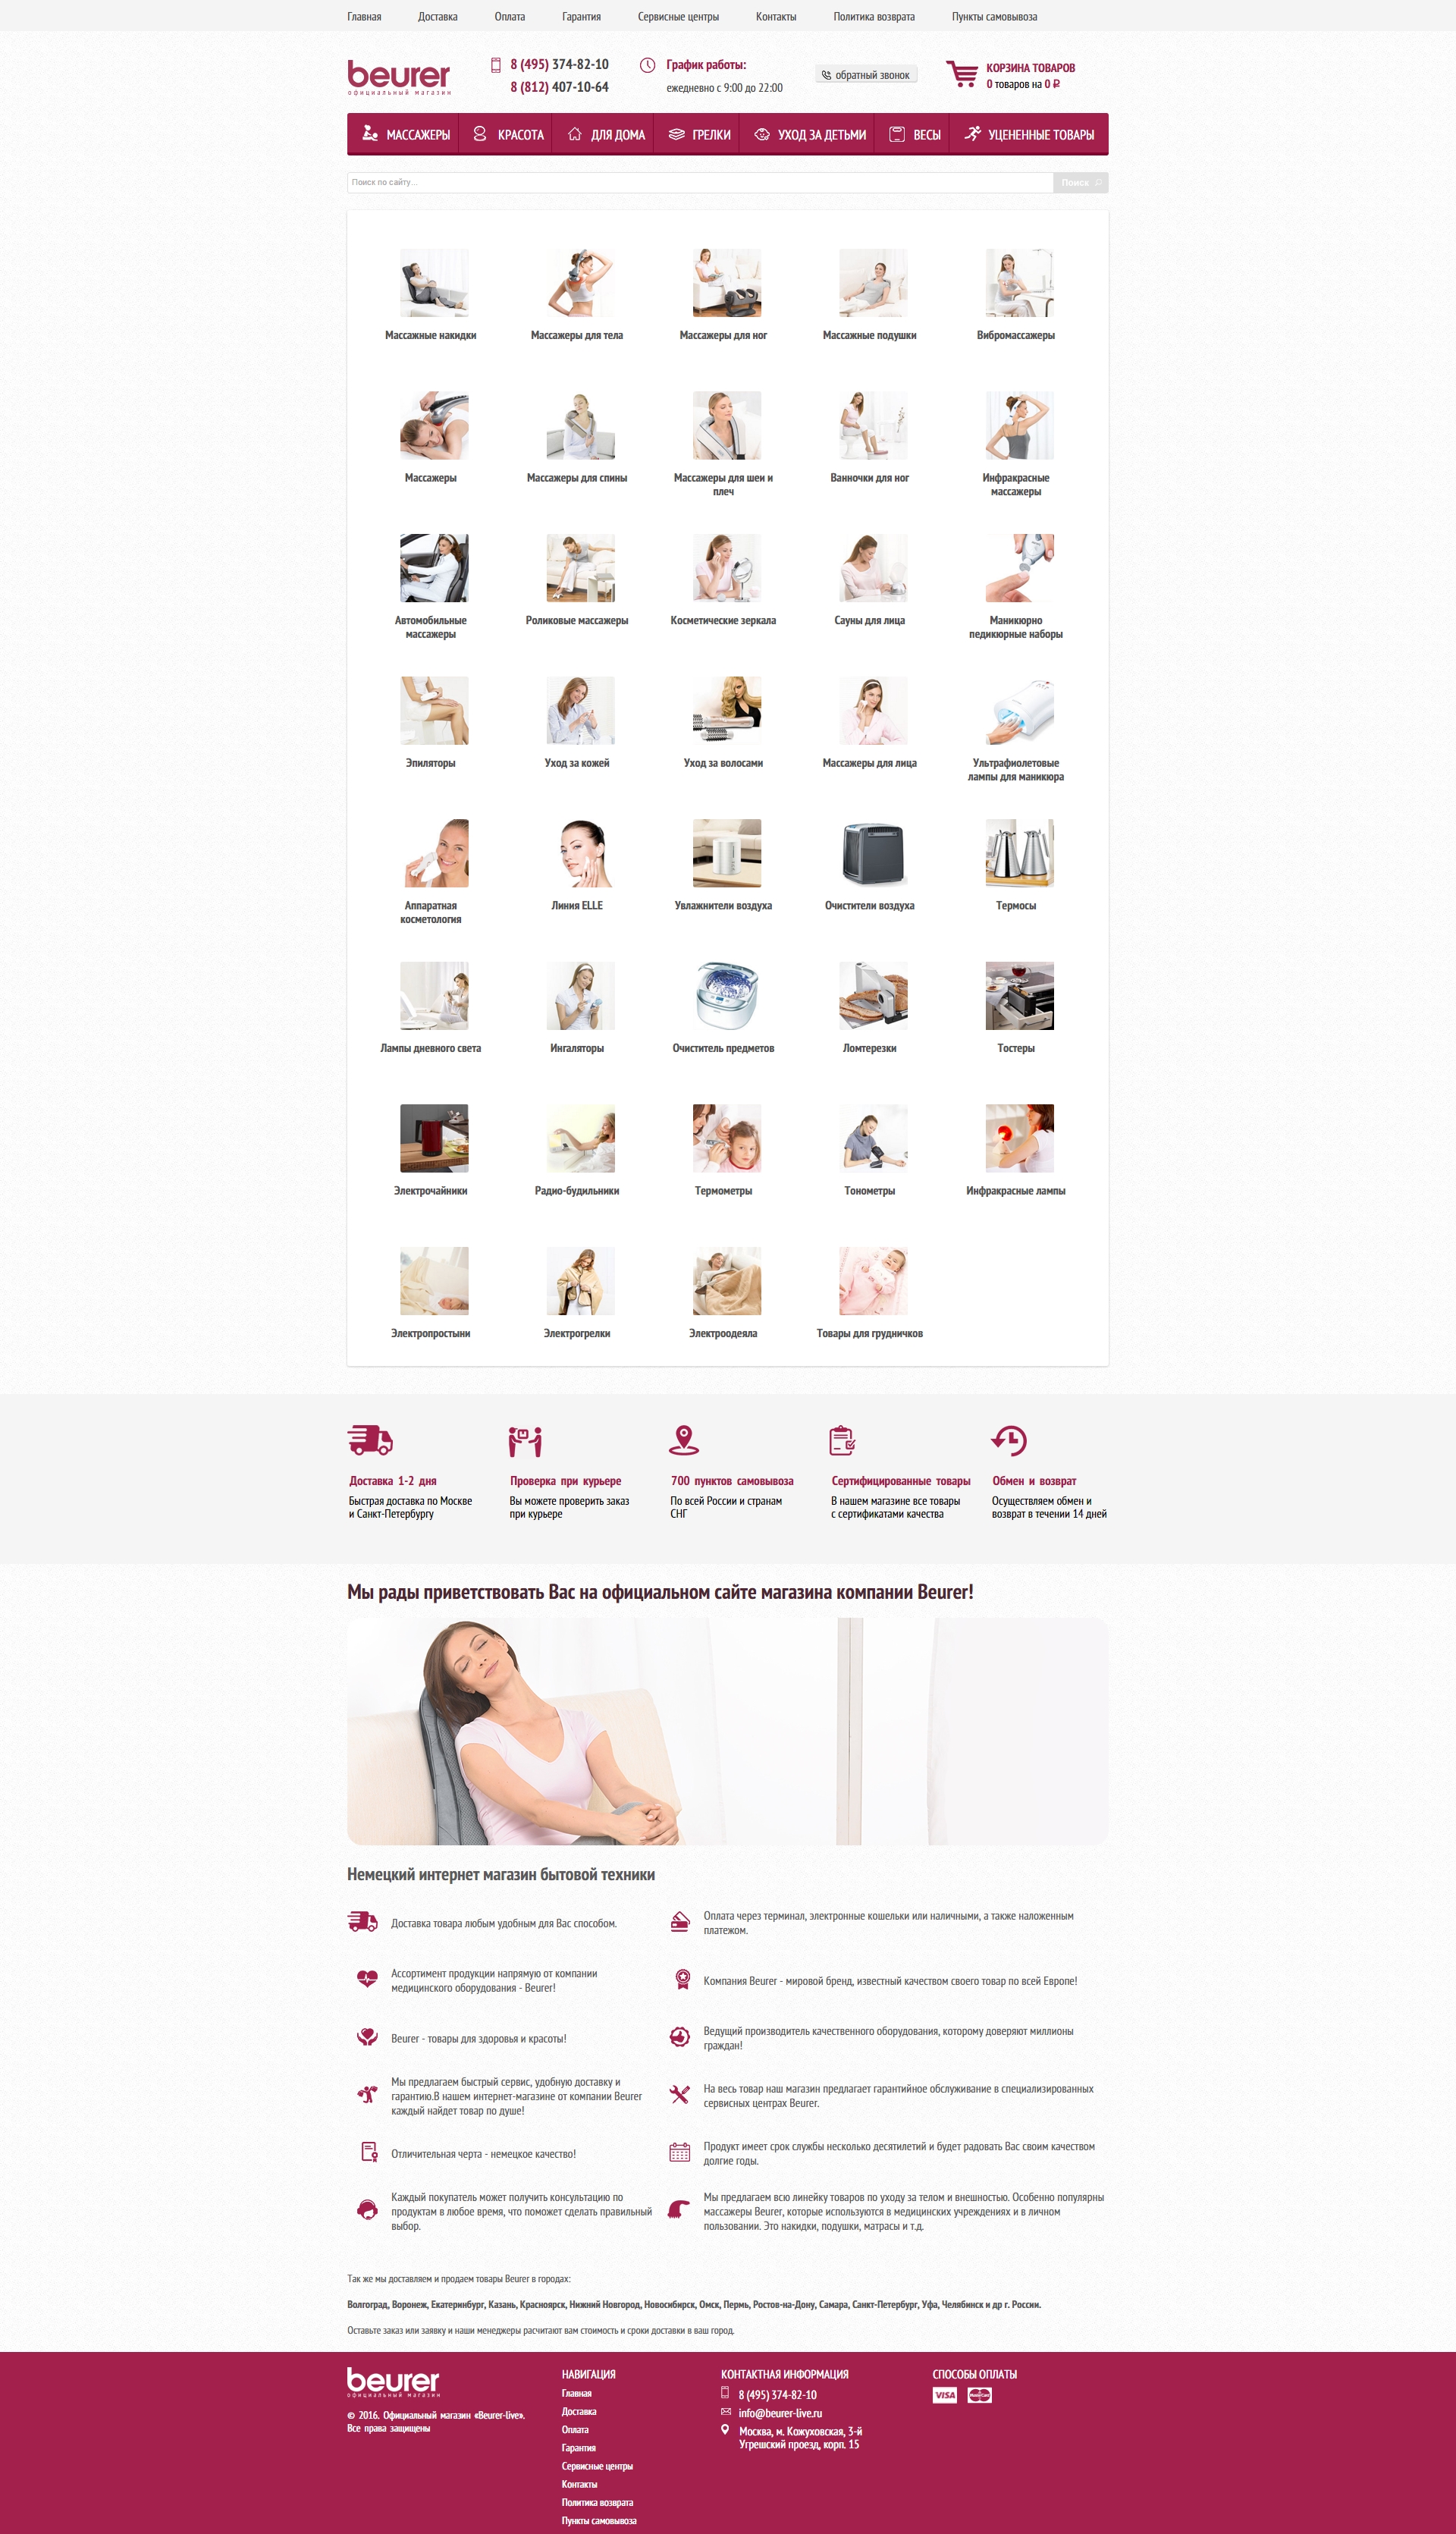 Главная Доставка Оплата Гарантия Сервисные центры Контакты Политика возврата Пункты самовывоза
beurer
официальный магазин
8 (495) 374-82-10
8 (812) 407-10-64
График работы:
ежедневно с 9:00 до 22:00
обратный звонок
КОРЗИНА ТОВАРОВ
0 товаров на 0 ₽
МАССАЖЕРЫ КРАСОТА ДЛЯ ДОМА ГРЕЛКИ УХОД ЗА ДЕТЬМИ ВЕСЫ УЦЕНЕННЫЕ ТОВАРЫ
Поиск по сайту... Поиск
Массажные накидки
Массажеры для тела
Массажеры для ног
Массажные подушки
Вибромассажеры
Массажеры
Массажеры для спины
Массажеры для шеи и
плеч
Ванночки для ног
Инфракрасные
массажеры
Автомобильные
массажеры
Роликовые массажеры
Косметические зеркала
Сауны для лица
Маникюрно
педикюрные наборы
Эпиляторы
Уход за кожей
Уход за волосами
Массажеры для лица
Ультрафиолетовые
лампы для маникюра
Аппаратная
косметология
Линия ELLE
Увлажнители воздуха
Очистители воздуха
Термосы
Лампы дневного света
Ингаляторы
Очиститель предметов
Ломтерезки
Тостеры
Электрочайники
Радио-будильники
Термометры
Тонометры
Инфракрасные лампы
Электропростыни
Электрогрелки
Электроодеяла
Товары для грудничков
Доставка 1-2 дня
Быстрая доставка по Москве
и Санкт-Петербургу
Проверка при курьере
Вы можете проверить заказ
при курьере
700 пунктов самовывоза
По всей России и странам
СНГ
Сертифицированные товары
В нашем магазине все товары
с сертификатами качества
Обмен и возврат
Осуществляем обмен и
возврат в течении 14 дней
Мы рады приветствовать Вас на официальном сайте магазина компании Beurer!
Немецкий интернет магазин бытовой техники
Доставка товара любым удобным для Вас способом.
Оплата через терминал, электронные кошельки или наличными, а также наложенным
платежом.
Ассортимент продукции напрямую от компании
медицинского оборудования - Beurer!
Компания Beurer - мировой бренд, известный качеством своего товар по всей Европе!
Beurer - товары для здоровья и красоты!
Ведущий производитель качественного оборудования, которому доверяют миллионы
граждан!
Мы предлагаем быстрый сервис, удобную доставку и
гарантию.В нашем интернет-магазине от компании Beurer
каждый найдет товар по душе!
На весь товар наш магазин предлагает гарантийное обслуживание в специализированных
сервисных центрах Beurer.
Отличительная черта - немецкое качество!
Продукт имеет срок службы несколько десятилетий и будет радовать Вас своим качеством
долгие годы.
Каждый покупатель может получить консультацию по
продуктам в любое время, что поможет сделать правильный
выбор.
Мы предлагаем всю линейку товаров по уходу за телом и внешностью. Особенно популярны
массажеры Beurer, которые используются в медицинских учреждениях и в личном
пользовании. Это накидки, подушки, матрасы и т.д.
Так же мы доставляем и продаем товары Beurer в городах:
Волгоград, Воронеж, Екатеринбург, Казань, Красноярск, Нижний Новгород, Новосибирск, Омск, Пермь, Ростов-на-Дону, Самара, Санкт-Петербург, Уфа, Челябинск и др г. России.
Оставьте заказ или заявку и наши менеджеры расчитают вам стоимость и сроки доставки в ваш город.
beurer
официальный магазин
© 2016. Официальный магазин «Beurer-live».
Все права защищены
НАВИГАЦИЯ
Главная
Доставка
Оплата
Гарантия
Сервисные центры
Контакты
Политика возврата
Пункты самовывоза
КОНТАКТНАЯ ИНФОРМАЦИЯ
8 (495) 374-82-10
info@beurer-live.ru
Москва, м. Кожуховская, 3-й
Угрешский проезд, корп. 15
СПОСОБЫ ОПЛАТЫ
VISA MasterCard